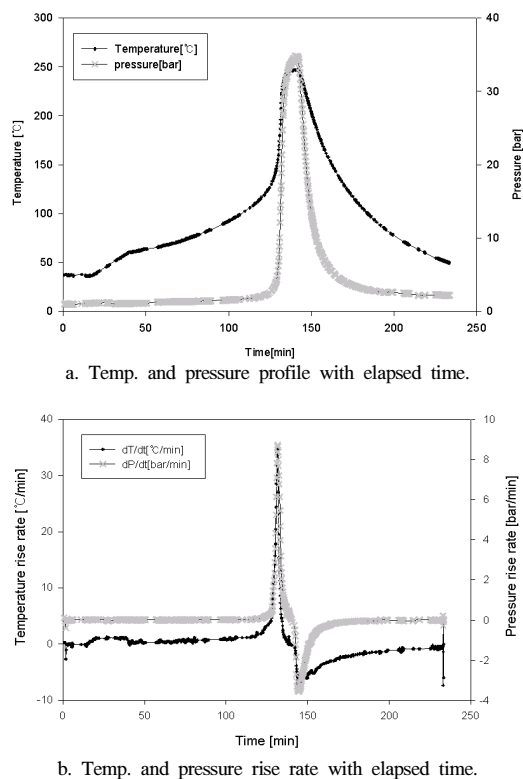 300
40
Temperature[℃]
pressure[bar]
250
200
30
150
20
100
10
50
0
0
Temperature [℃]
Pressure [bar]
0 50 100 150 200 250
Time[min]
a. Temp. and pressure profile with elapsed time.
40
10
dT/dt[℃/min]
dP/dt[bar/min]
8
30
6
20
4
10
2
0
0
-2
-10
-4
Temperature rise rate [℃/min]
Pressure rise rate [bar/min]
0 50 100 150 200 250
Time [min]
b. Temp. and pressure rise rate with elapsed time.